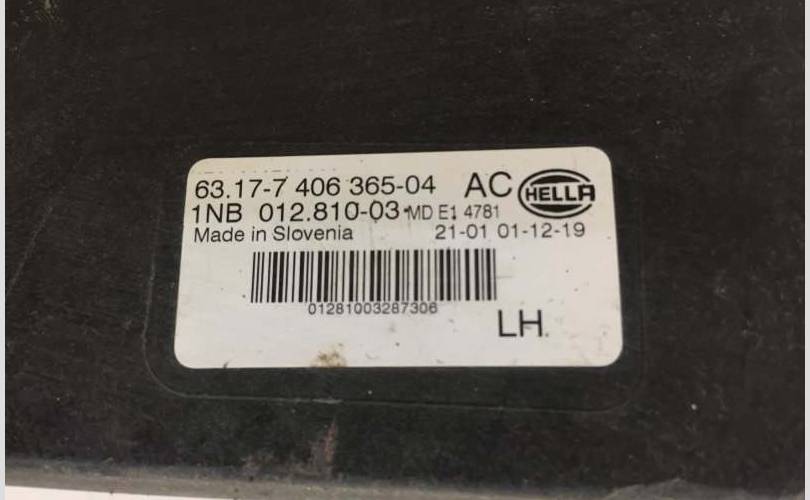 63.17-7 406 365-04 AC HELLA
1NB 012.810-03 MD E1 4781
Made in Slovenia 21-01 01-12-19
01281003287306
LH